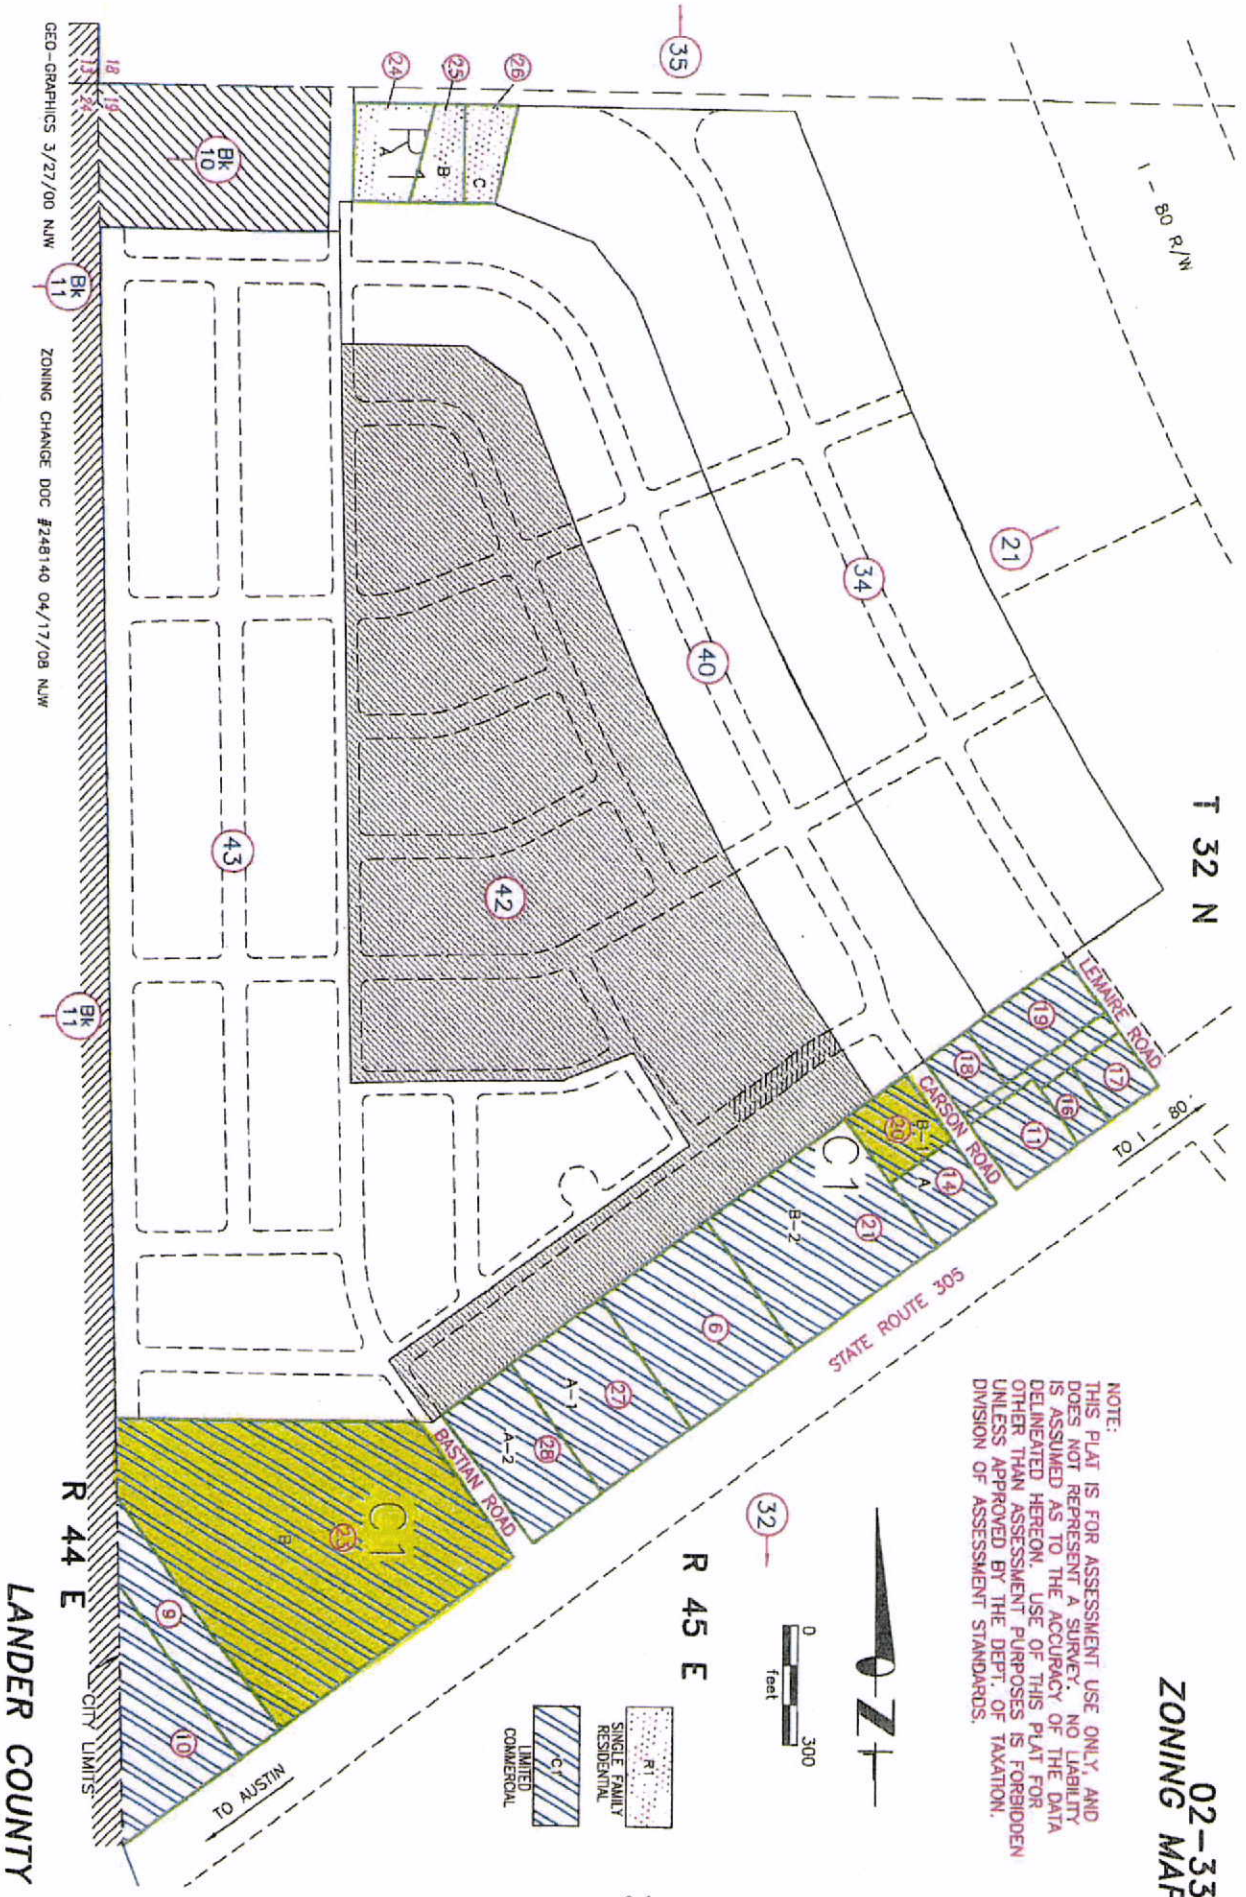 02-33
ZONING MAP
T 32 N
I - 80 R/W
35
26
25
24
R1
A
B
C
18
19
13
24
Bk
10
Bk
11
GEO-GRAPHICS 3/27/00 NJW
ZONING CHANGE DOC #248140 04/17/08 NJW
21
34
40
42
43
Bk
11
LEMAIRE ROAD
19
18
17
16
11
TO I - 80
CARSON ROAD
B-1
20
A
14
C1
B-2
21
6
STATE ROUTE 305
27
A-1
28
A-2
BASTIAN ROAD
C1
23
B
9
10
TO AUSTIN
CITY LIMITS
R 44 E
R 45 E
32
NOTE:
THIS PLAT IS FOR ASSESSMENT USE ONLY, AND
DOES NOT REPRESENT A SURVEY. NO LIABILITY
IS ASSUMED AS TO THE ACCURACY OF THE DATA
DELINEATED HEREON. USE OF THIS PLAT FOR
OTHER THAN ASSESSMENT PURPOSES IS FORBIDDEN
UNLESS APPROVED BY THE DEPT. OF TAXATION,
DIVISION OF ASSESSMENT STANDARDS.
N
0 300
feet
R1
SINGLE FAMILY
RESIDENTIAL
C1
LIMITED
COMMERCIAL
LANDER COUNTY